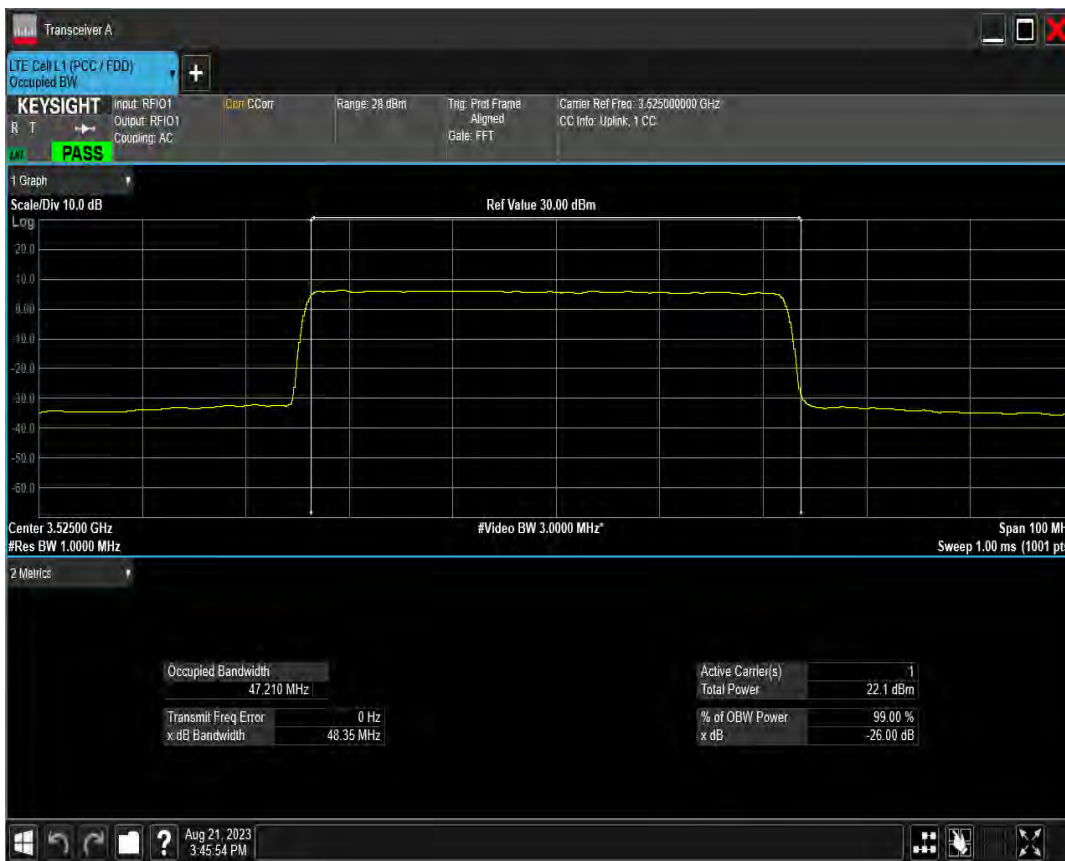 Transceiver A
LTE Cell L1 (PCC / FDD)
Occupied BW
+
KEYSIGHT
R T
PASS
Input: RFIO1
Output: RFIO1
Coupling: AC
Corr CCorr
Range: 28 dBm
Trig: Prot Frame
Aligned
Gate: FFT
Carrier Ref Freq: 3.525000000 GHz
CC Info: Uplink, 1 CC
1 Graph
Scale/Div 10.0 dB
Ref Value 30.00 dBm
Log
20.0
10.0
0.00
-10.0
-20.0
-30.0
-40.0
-50.0
-60.0
Center 3.52500 GHz
#Video BW 3.0000 MHz*
Span 100 MH
#Res BW 1.0000 MHz
Sweep 1.00 ms (1001 pts
2 Metrics
Occupied Bandwidth
47.210 MHz
Transmit Freq Error 0 Hz
x dB Bandwidth 48.35 MHz
Active Carrier(s) 1
Total Power 22.1 dBm
% of OBW Power 99.00 %
x dB -26.00 dB
?
Aug 21, 2023
3:45:54 PM